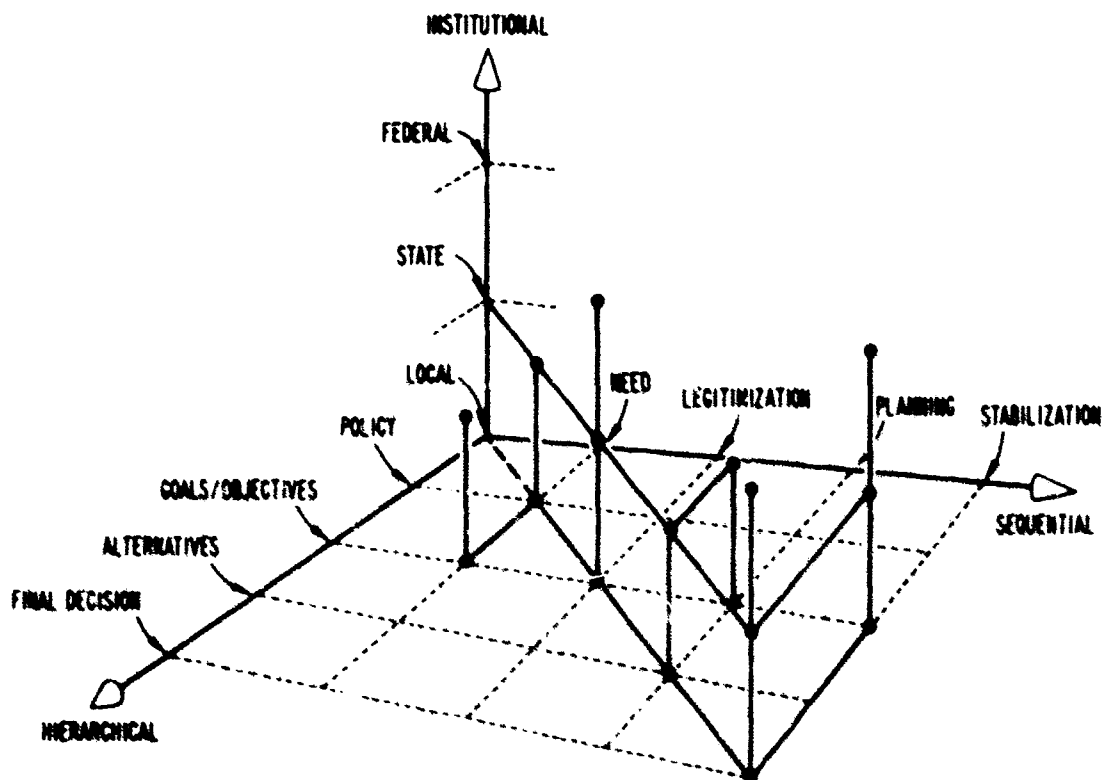 INSTITUTIONAL
FEDERAL
STATE
LOCAL
NEED
LEGITIMIZATION
PLANNING
STABILIZATION
POLICY
GOALS/OBJECTIVES
ALTERNATIVES
FINAL DECISION
SEQUENTIAL
HIERARCHICAL